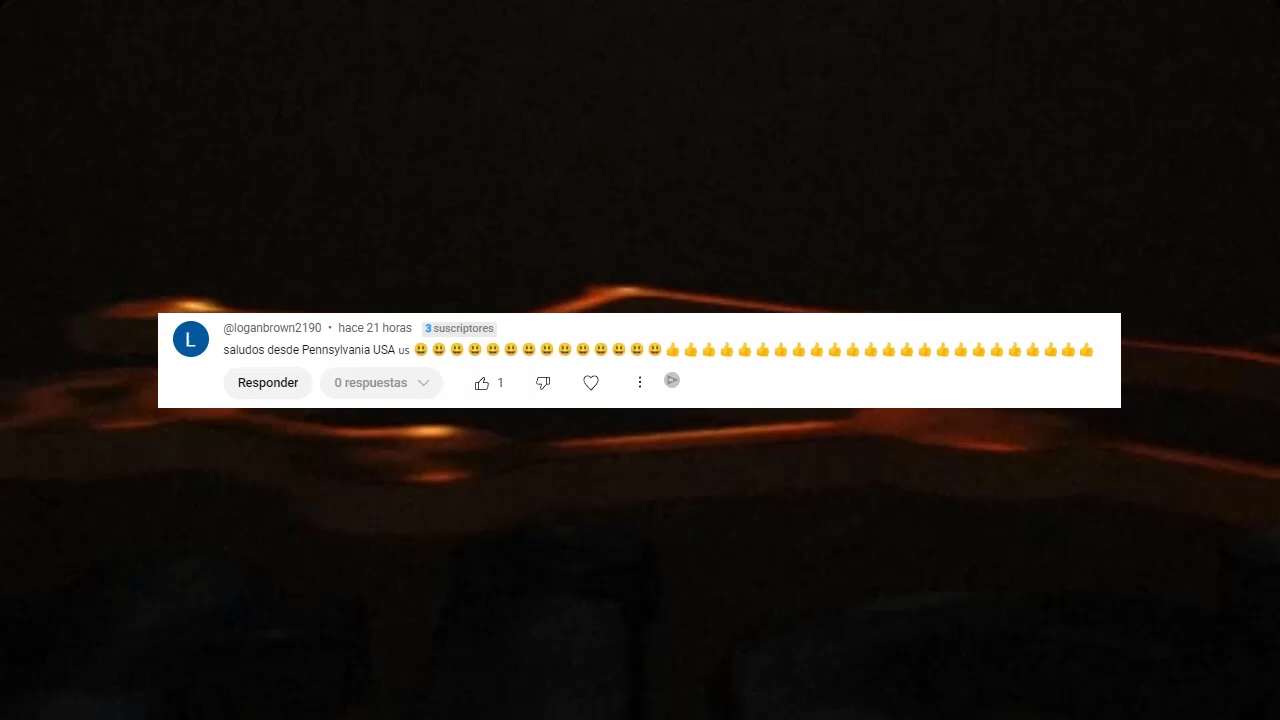 L
@loganbrown2190 • hace 21 horas 3 suscriptores
saludos desde Pennsylvania USA us 😃😃😃😃😃😃😃😃😃😃😃😃😃😃👍👍👍👍👍👍👍👍👍👍👍👍👍👍👍👍👍👍👍👍👍👍👍👍
Responder 0 respuestas 1